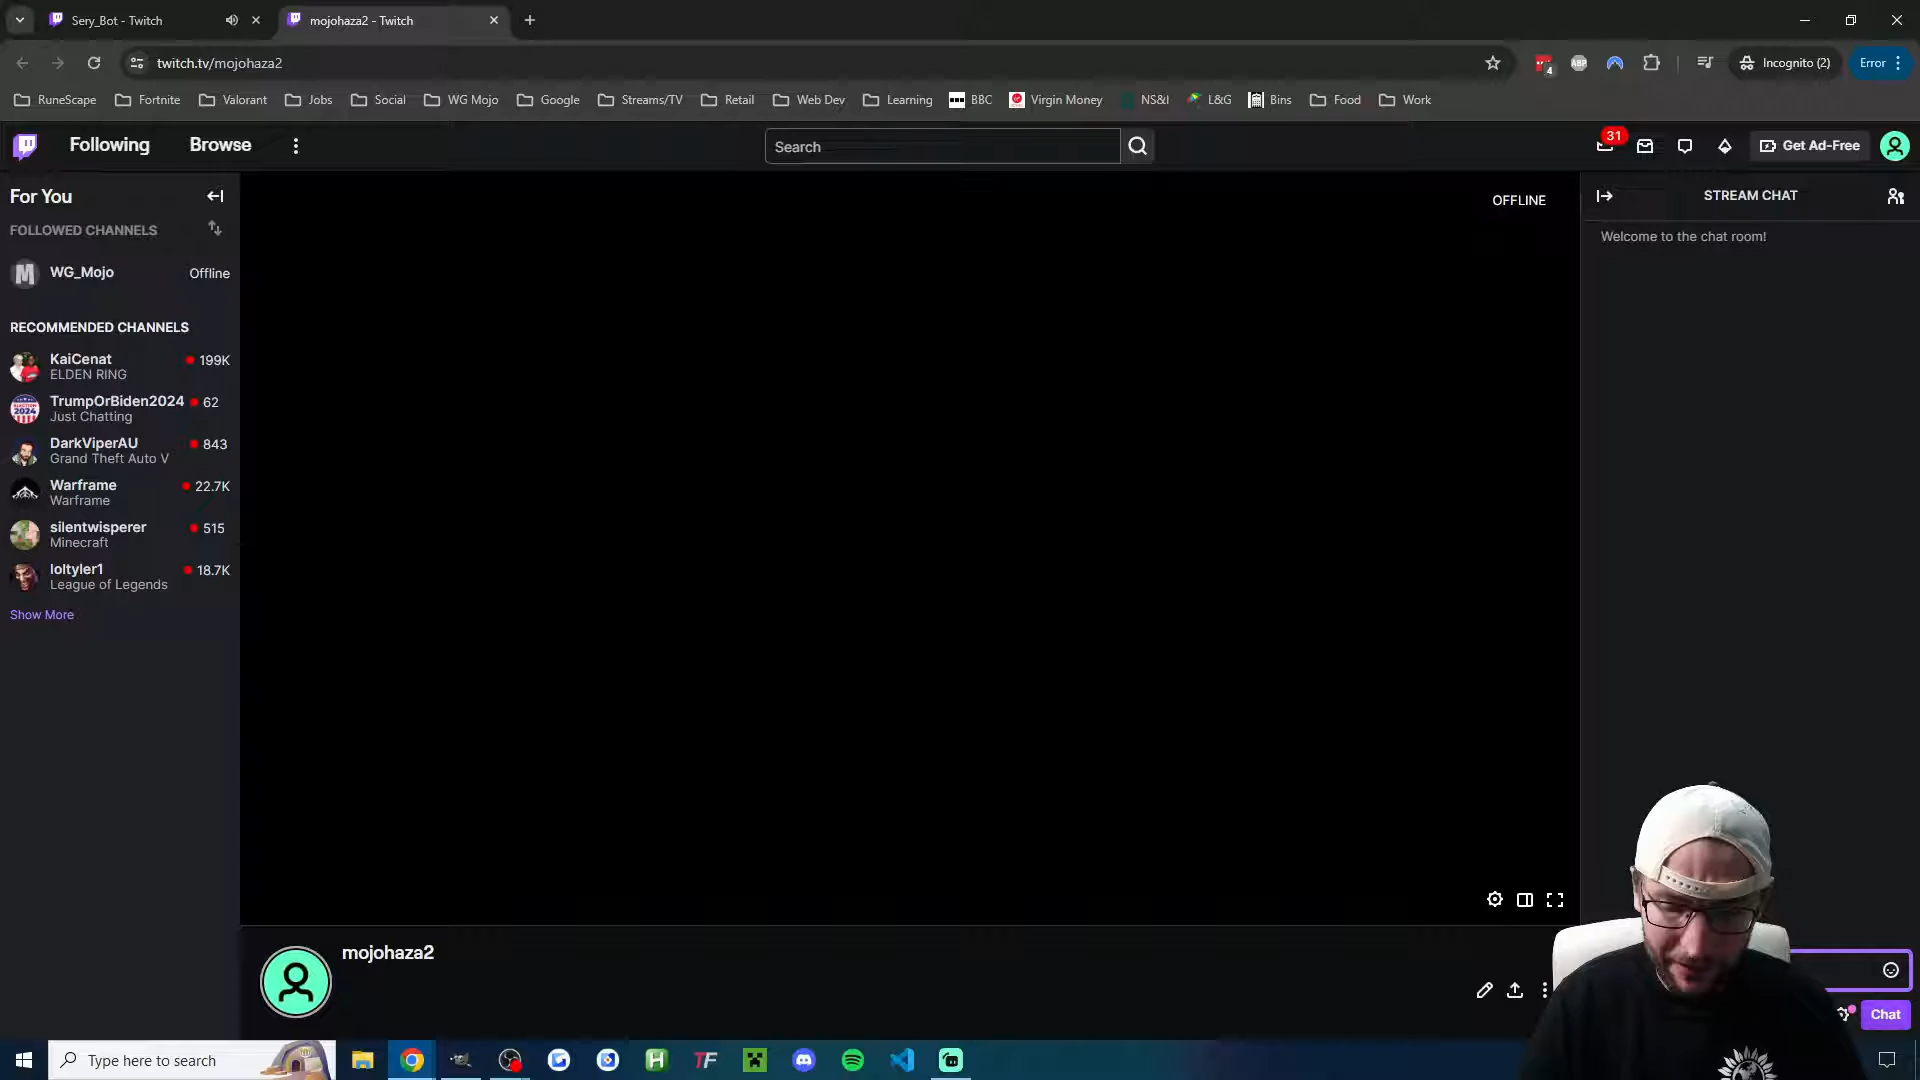 Sery_Bot - Twitch
mojohaza2 - Twitch
twitch.tv/mojohaza2
4
ABP
Incognito (2)
Error
RuneScape
Fortnite
Valorant
Jobs
Social
WG Mojo
Google
Streams/TV
Retail
Web Dev
Learning
BBC
Virgin Money
NS&I
L&G
Bins
Food
Work
Following
Browse
Search
31
Get Ad-Free
For You
FOLLOWED CHANNELS
WG_Mojo
Offline
RECOMMENDED CHANNELS
KaiCenat
199K
ELDEN RING
TrumpOrBiden2024
62
Just Chatting
DarkViperAU
843
Grand Theft Auto V
Warframe
22.7K
Warframe
silentwisperer
515
Minecraft
loltyler1
18.7K
League of Legends
Show More
OFFLINE
STREAM CHAT
Welcome to the chat room!
mojohaza2
Chat
Type here to search